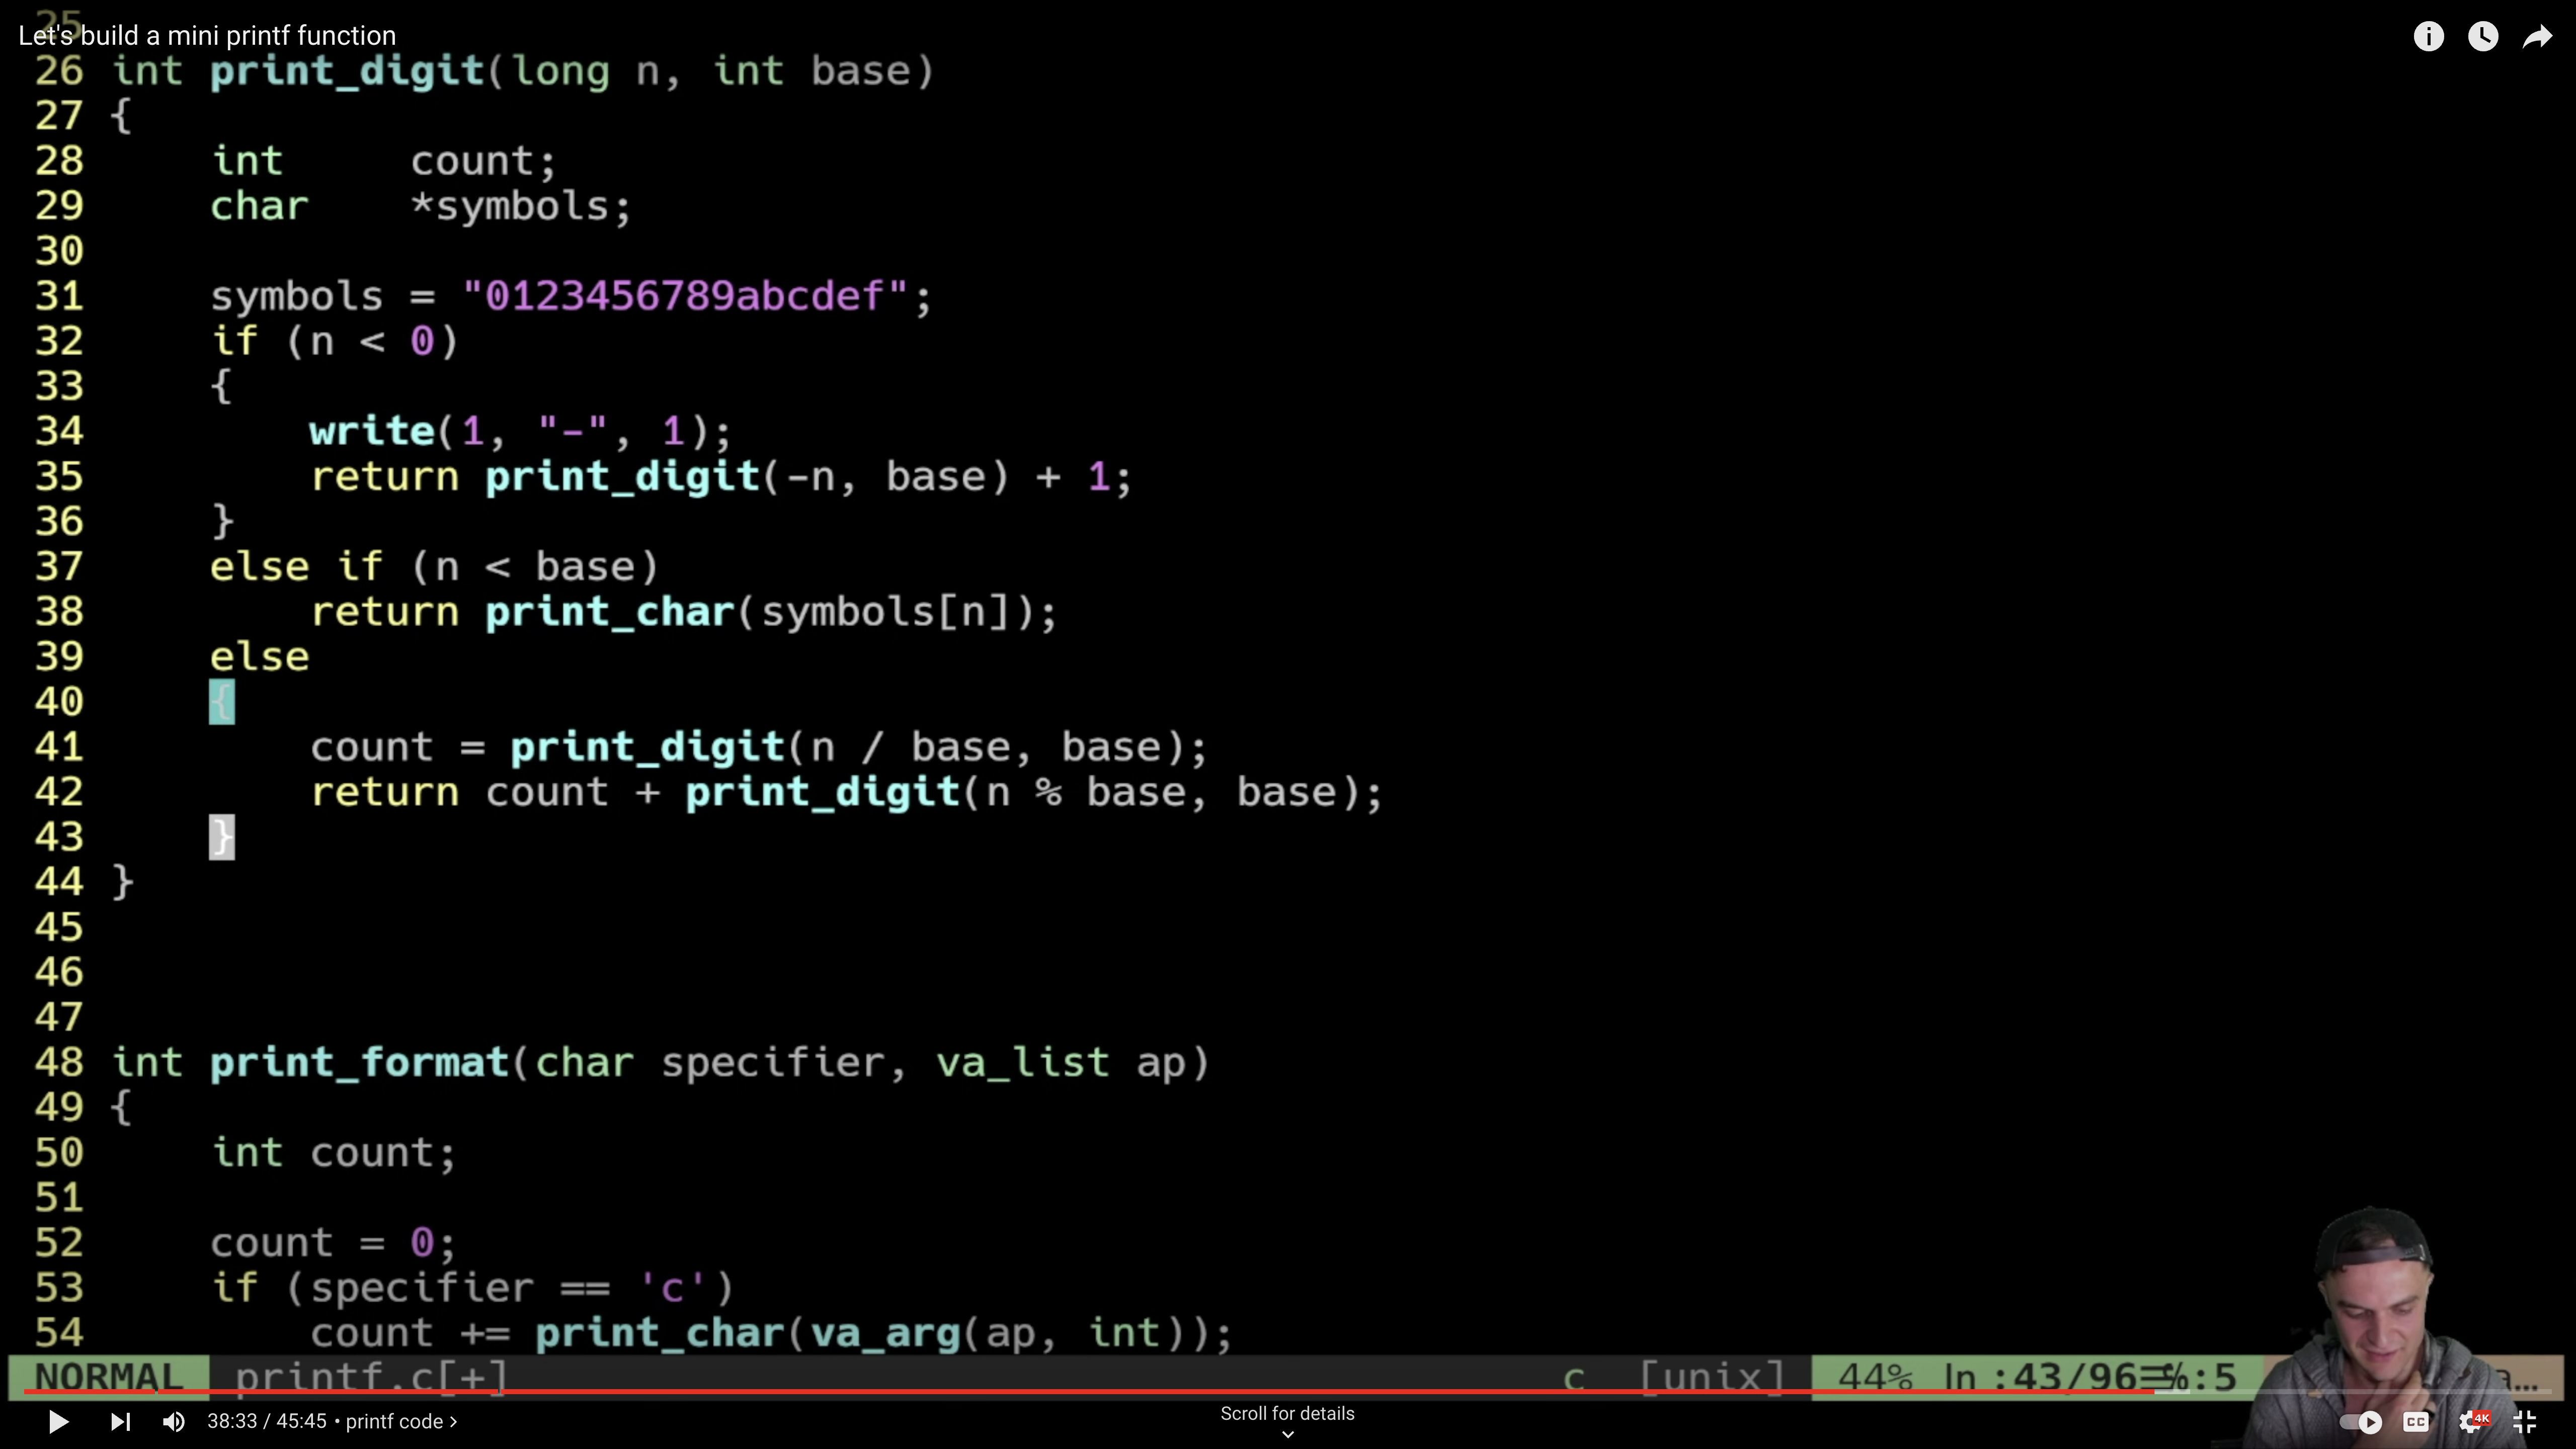 25
Let's build a mini printf function
26 int print_digit(long n, int base)
27 {
28 int count;
29 char *symbols;
30
31 symbols = "0123456789abcdef";
32 if (n < 0)
33 {
34 write(1, "-", 1);
35 return print_digit(-n, base) + 1;
36 }
37 else if (n < base)
38 return print_char(symbols[n]);
39 else
40 {
41 count = print_digit(n / base, base);
42 return count + print_digit(n % base, base);
43 }
44 }
45
46
47
48 int print_format(char specifier, va_list ap)
49 {
50 int count;
51
52 count = 0;
53 if (specifier == 'c')
54 count += print_char(va_arg(ap, int));
NORMAL printf.c[+] c [unix] 44% ln :43/96≡%:5
38:33 / 45:45 • printf code ›
Scroll for details
CC
4K